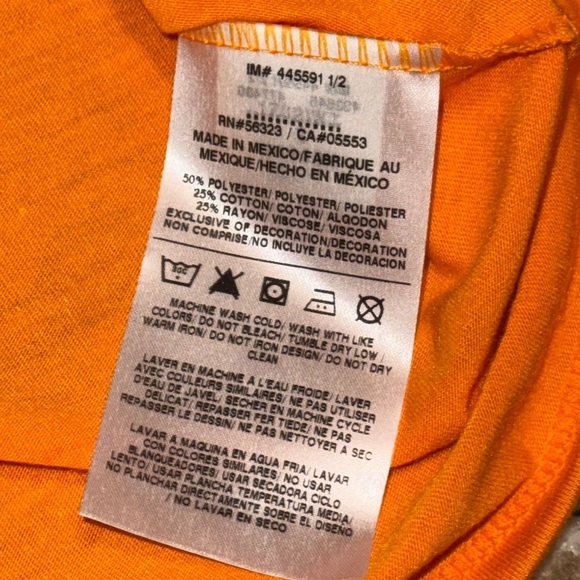 IM# 445591 1/2
RN#56323 / CA#05553
MADE IN MEXICO/FABRIQUE AU
MEXIQUE/HECHO EN MÉXICO
50% POLYESTER/ POLYESTER/ POLIESTER
25% COTTON/ COTON/ ALGODON
25% RAYON/ VISCOSE/ VISCOSA
EXCLUSIVE OF DECORATION/DECORATION
NON COMPRISE/NO INCLUYE LA DECORACION
30C
MACHINE WASH COLD/ WASH WITH LIKE
COLORS/ DO NOT BLEACH/ TUMBLE DRY LOW /
WARM IRON/ DO NOT IRON DESIGN/ DO NOT DRY
CLEAN
LAVER EN MACHINE A L'EAU FROIDE/ LAVER
AVEC COULEURS SIMILAIRES/ NE PAS UTILISER
D'EAU DE JAVEL/ SECHER EN MACHINE CYCLE
DELICAT/ REPASSER FER TIEDE/ NE PAS
REPASSER LE DESSIN/ NE PAS NETTOYER A SEC
LAVAR A MAQUINA EN AGUA FRIA/ LAVAR
CON COLORES SIMILARES/ NO USAR
BLANQUEADORES/ USAR SECADORA CICLO
LENTO/ USAR PLANCHA TEMPERATURA MEDIA/
NO PLANCHAR DIRECTAMENTE SOBRE EL DISEÑO
/ NO LAVAR EN SECO